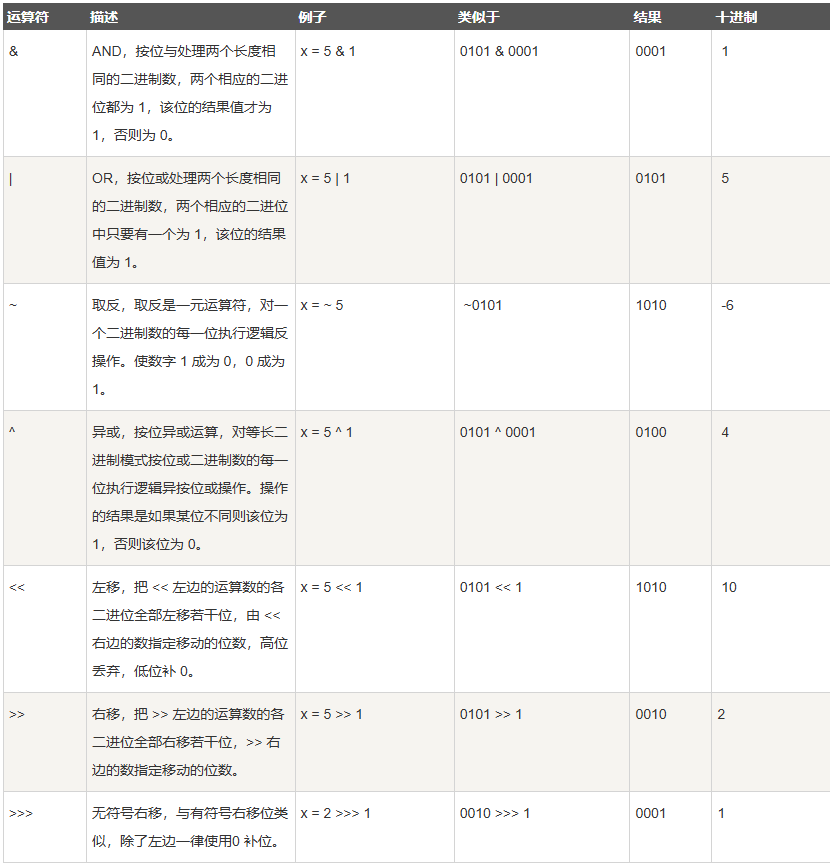 运算符 描述 例子 类似于 结果 十进制
& AND，按位与处理两个长度相 x = 5 & 1 0101 & 0001 0001 1
同的二进制数，两个相应的二进
位都为 1，该位的结果值才为
1，否则为 0。
| OR，按位或处理两个长度相同 x = 5 | 1 0101 | 0001 0101 5
的二进制数，两个相应的二进位
中只要有一个为 1，该位的结果
值为 1。
~ 取反，取反是一元运算符，对一 x = ~ 5 ~0101 1010 -6
个二进制数的每一位执行逻辑反
操作。使数字 1 成为 0，0 成为
1。
^ 异或，按位异或运算，对等长二 x = 5 ^ 1 0101 ^ 0001 0100 4
进制模式按位或二进制数的每一
位执行逻辑异按位或操作。操作
的结果是如果某位不同则该位为
1，否则该位为 0。
<< 左移，把 << 左边的运算数的各 x = 5 << 1 0101 << 1 1010 10
二进位全部左移若干位，由 <<
右边的数指定移动的位数，高位
丢弃，低位补 0。
>> 右移，把 >> 左边的运算数的各 x = 5 >> 1 0101 >> 1 0010 2
二进位全部右移若干位，>> 右
边的数指定移动的位数。
>>> 无符号右移，与有符号右移位类 x = 2 >>> 1 0010 >>> 1 0001 1
似，除了左边一律使用0 补位。